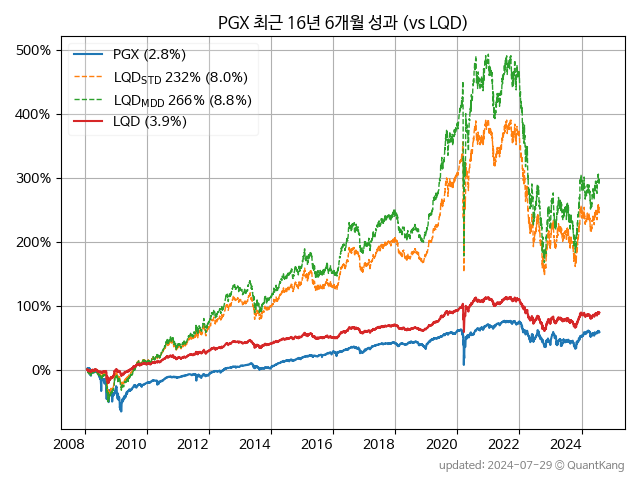 PGX 최근 16년 6개월 성과 (vs LQD)
500%
400%
300%
200%
100%
0%
PGX (2.8%)
LQD_STD 232% (8.0%)
LQD_MDD 266% (8.8%)
LQD (3.9%)
2008 2010 2012 2014 2016 2018 2020 2022 2024
updated: 2024-07-29 © QuantKang